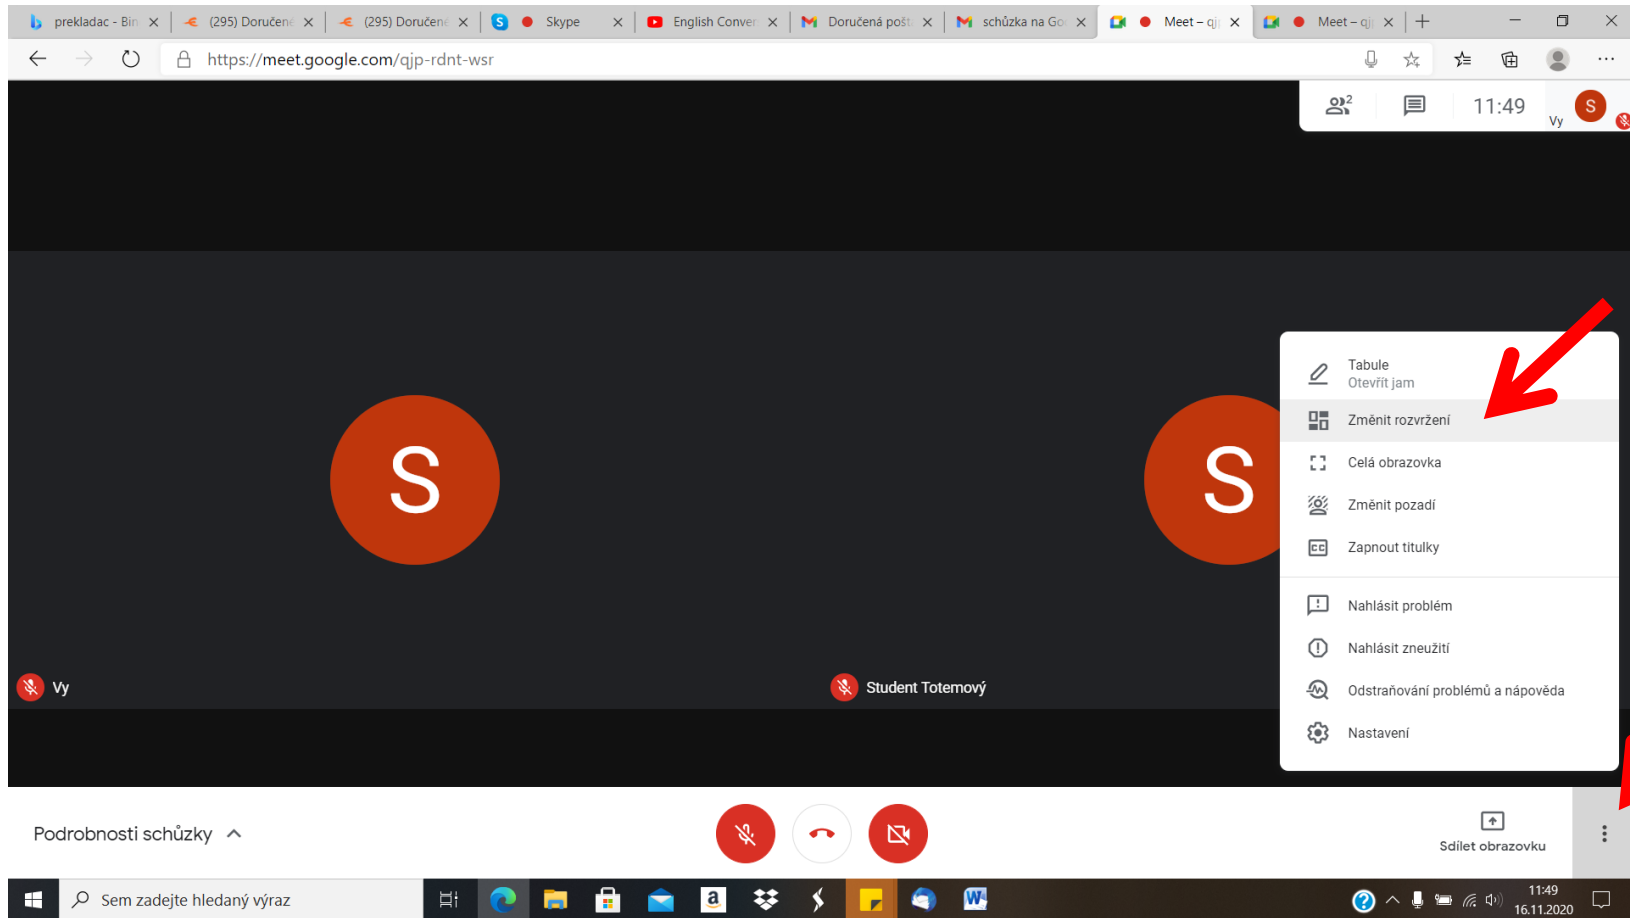 prekladac - Bin
(295) Doručené
(295) Doručené
Skype
English Conver
Doručená pošt
schůzka na Go
Meet – qj
Meet – qj
https://meet.google.com/qjp-rdnt-wsr
2
11:49
Vy
S
S
S
Tabule
Otevřít jam
Změnit rozvržení
Celá obrazovka
Změnit pozadí
CC
Zapnout titulky
Nahlásit problém
Nahlásit zneužití
Odstraňování problémů a nápověda
Nastavení
Vy
Student Totemový
Podrobnosti schůzky
Sdílet obrazovku
Sem zadejte hledaný výraz
11:49
16.11.2020